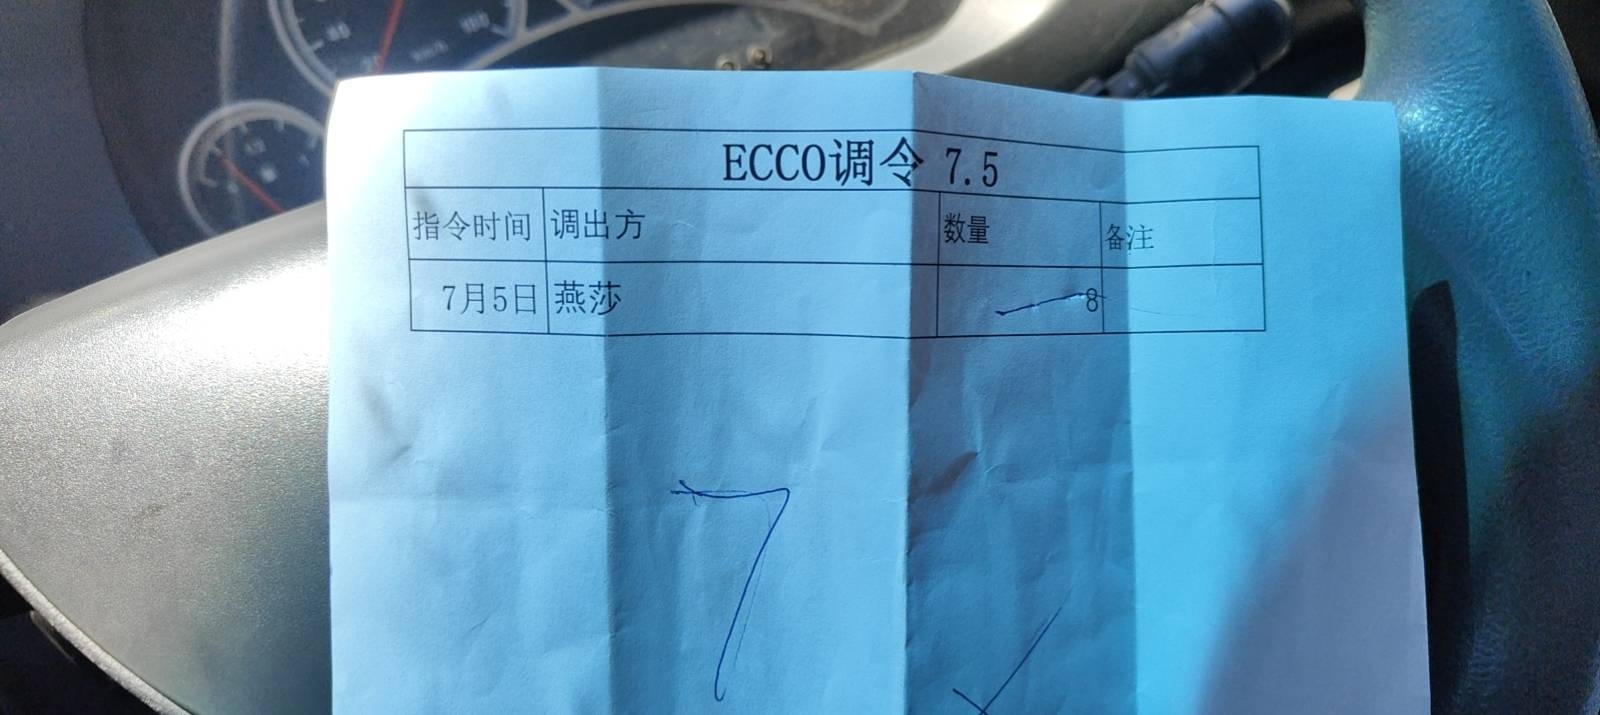 ECCO调令 7.5
指令时间 调出方 数量 备注
7月5日 燕莎 8
7